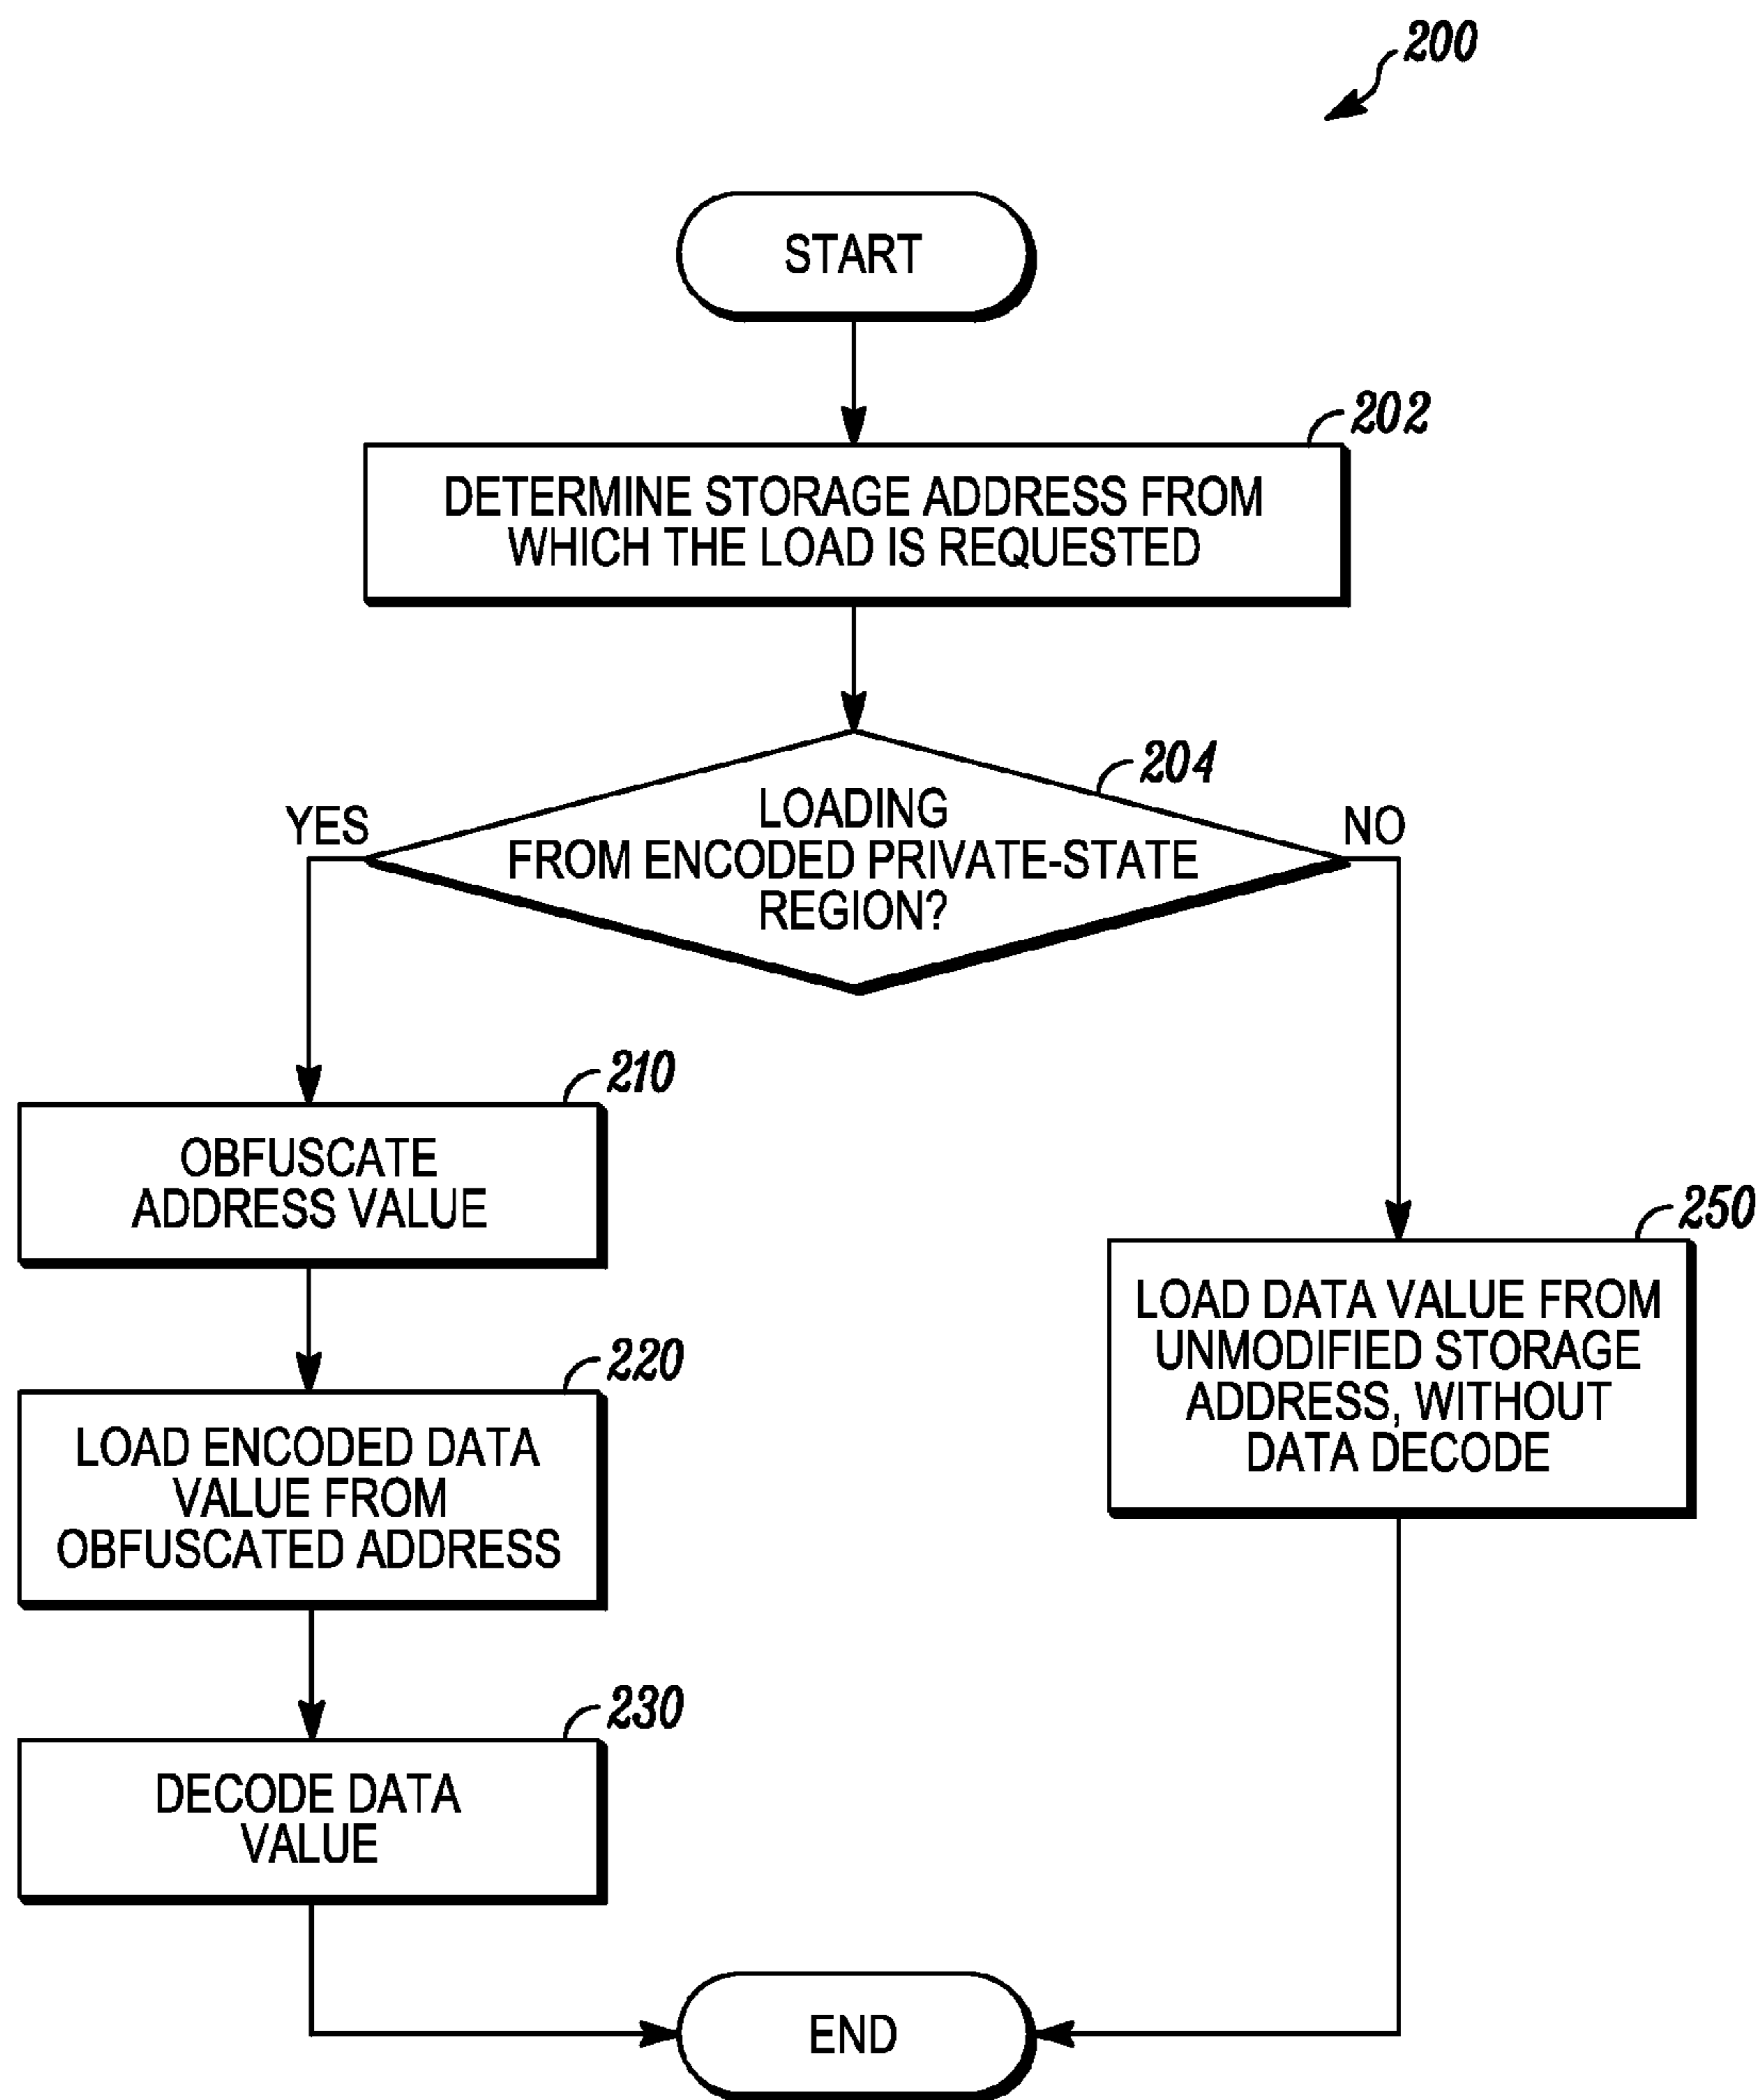 200
START
202
DETERMINE STORAGE ADDRESS FROM
WHICH THE LOAD IS REQUESTED
204
YES
NO
LOADING
FROM ENCODED PRIVATE-STATE
REGION?
210
OBFUSCATE
ADDRESS VALUE
250
LOAD DATA VALUE FROM
UNMODIFIED STORAGE
ADDRESS, WITHOUT
DATA DECODE
220
LOAD ENCODED DATA
VALUE FROM
OBFUSCATED ADDRESS
230
DECODE DATA
VALUE
END